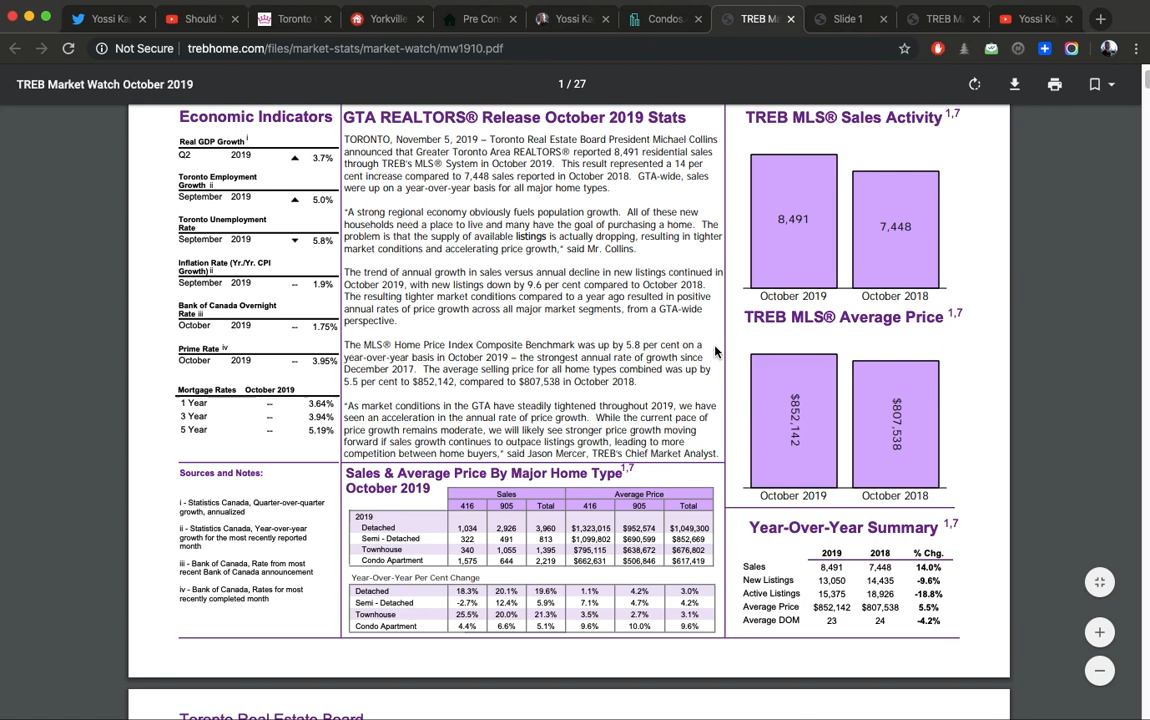 Yossi Ka
Should
Toronto
Yorkville
Pre Con
Yossi Ka
Condos
TREB M
Slide 1
TREB M
Yossi Ka
Not Secure | trebhome.com/files/market-stats/market-watch/mw1910.pdf
TREB Market Watch October 2019
1 / 27
Economic Indicators
Real GDP Growth i
Q2 2019 ▲ 3.7%
Toronto Employment
Growth ii
September 2019 ▲ 5.0%
Toronto Unemployment
Rate
September 2019 ▼ 5.8%
Inflation Rate (Yr./Yr. CPI
Growth) ii
September 2019 -- 1.9%
Bank of Canada Overnight
Rate iii
October 2019 -- 1.75%
Prime Rate iv
October 2019 -- 3.95%
Mortgage Rates October 2019
1 Year -- 3.64%
3 Year -- 3.94%
5 Year -- 5.19%
Sources and Notes:
i - Statistics Canada, Quarter-over-quarter
growth, annualized
ii - Statistics Canada, Year-over-year
growth for the most recently reported
month
iii - Bank of Canada, Rate from most
recent Bank of Canada announcement
iv - Bank of Canada, Rates for most
recently completed month
GTA REALTORS® Release October 2019 Stats
TORONTO, November 5, 2019 – Toronto Real Estate Board President Michael Collins
announced that Greater Toronto Area REALTORS® reported 8,491 residential sales
through TREB's MLS® System in October 2019. This result represented a 14 per
cent increase compared to 7,448 sales reported in October 2018. GTA-wide, sales
were up on a year-over-year basis for all major home types.
"A strong regional economy obviously fuels population growth. All of these new
households need a place to live and many have the goal of purchasing a home. The
problem is that the supply of available listings is actually dropping, resulting in tighter
market conditions and accelerating price growth," said Mr. Collins.
The trend of annual growth in sales versus annual decline in new listings continued in
October 2019, with new listings down by 9.6 per cent compared to October 2018.
The resulting tighter market conditions compared to a year ago resulted in positive
annual rates of price growth across all major market segments, from a GTA-wide
perspective.
The MLS® Home Price Index Composite Benchmark was up by 5.8 per cent on a
year-over-year basis in October 2019 – the strongest annual rate of growth since
December 2017. The average selling price for all home types combined was up by
5.5 per cent to $852,142, compared to $807,538 in October 2018.
"As market conditions in the GTA have steadily tightened throughout 2019, we have
seen an acceleration in the annual rate of price growth. While the current pace of
price growth remains moderate, we will likely see stronger price growth moving
forward if sales growth continues to outpace listings growth, leading to more
competition between home buyers," said Jason Mercer, TREB's Chief Market Analyst.
Sales & Average Price By Major Home Type 1,7
October 2019
Sales Average Price
416 905 Total 416 905 Total
2019
Detached 1,034 2,926 3,960 $1,323,015 $952,574 $1,049,300
Semi - Detached 322 491 813 $1,099,802 $690,599 $852,669
Townhouse 340 1,055 1,395 $795,115 $638,672 $676,802
Condo Apartment 1,575 644 2,219 $662,631 $506,846 $617,419
Year-Over-Year Per Cent Change
Detached 18.3% 20.1% 19.6% 1.1% 4.2% 3.0%
Semi - Detached -2.7% 12.4% 5.9% 7.1% 4.7% 4.2%
Townhouse 25.5% 20.0% 21.3% 3.5% 2.7% 3.1%
Condo Apartment 4.4% 6.6% 5.1% 9.6% 10.0% 9.6%
TREB MLS® Sales Activity 1,7
8,491
7,448
October 2019 October 2018
TREB MLS® Average Price 1,7
$852,142
$807,538
October 2019 October 2018
Year-Over-Year Summary 1,7
2019 2018 % Chg.
Sales 8,491 7,448 14.0%
New Listings 13,050 14,435 -9.6%
Active Listings 15,375 18,926 -18.8%
Average Price $852,142 $807,538 5.5%
Average DOM 23 24 -4.2%
Toronto Real Estate Board